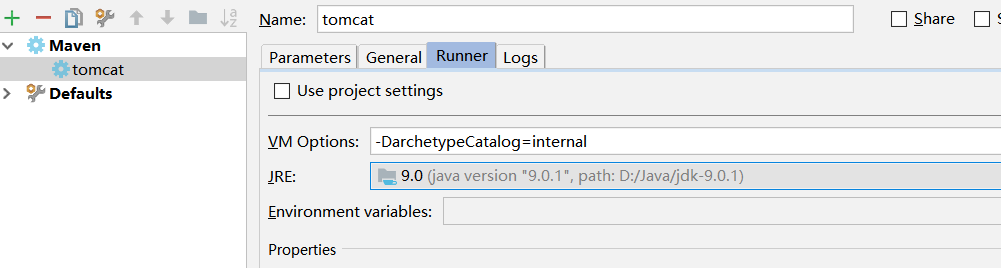 Name: tomcat
Share
Maven
tomcat
Defaults
Parameters General Runner Logs
Use project settings
VM Options: -DarchetypeCatalog=internal
JRE: 9.0 (java version "9.0.1", path: D:/Java/jdk-9.0.1)
Environment variables:
Properties